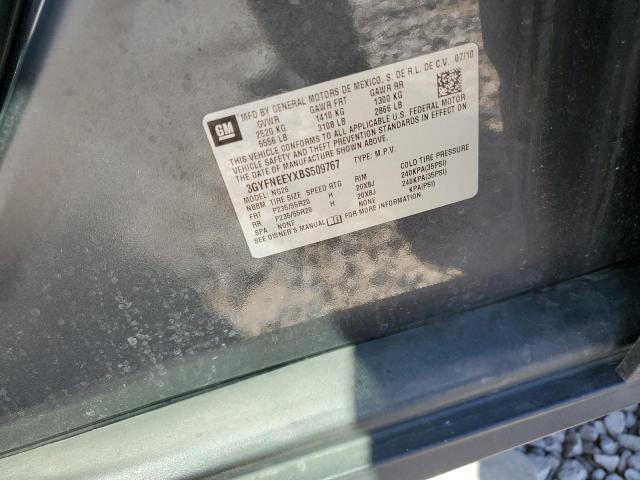 GM
MFD BY GENERAL MOTORS DE MEXICO, S. DE R.L. DE C.V. 07/10
GVWR GAWR FRT GAWR RR
2520 KG 1410 KG 1300 KG
5556 LB 3108 LB 2866 LB
THIS VEHICLE CONFORMS TO ALL APPLICABLE U.S. FEDERAL MOTOR
VEHICLE SAFETY AND THEFT PREVENTION STANDARDS IN EFFECT ON
THE DATE OF MANUFACTURE SHOWN ABOVE.
3GYFNEEYXBS509767 TYPE: M.P.V.
MODEL: NG26 COLD TIRE PRESSURE
NBBM TIRE SIZE SPEED RTG RIM 240KPA(35PSI)
FRT P235/55R20 H 20X8J 240KPA(35PSI)
RR P235/55R20 H 20X8J KPA(PSI)
SPA NONE NONE
SEE OWNER'S MANUAL